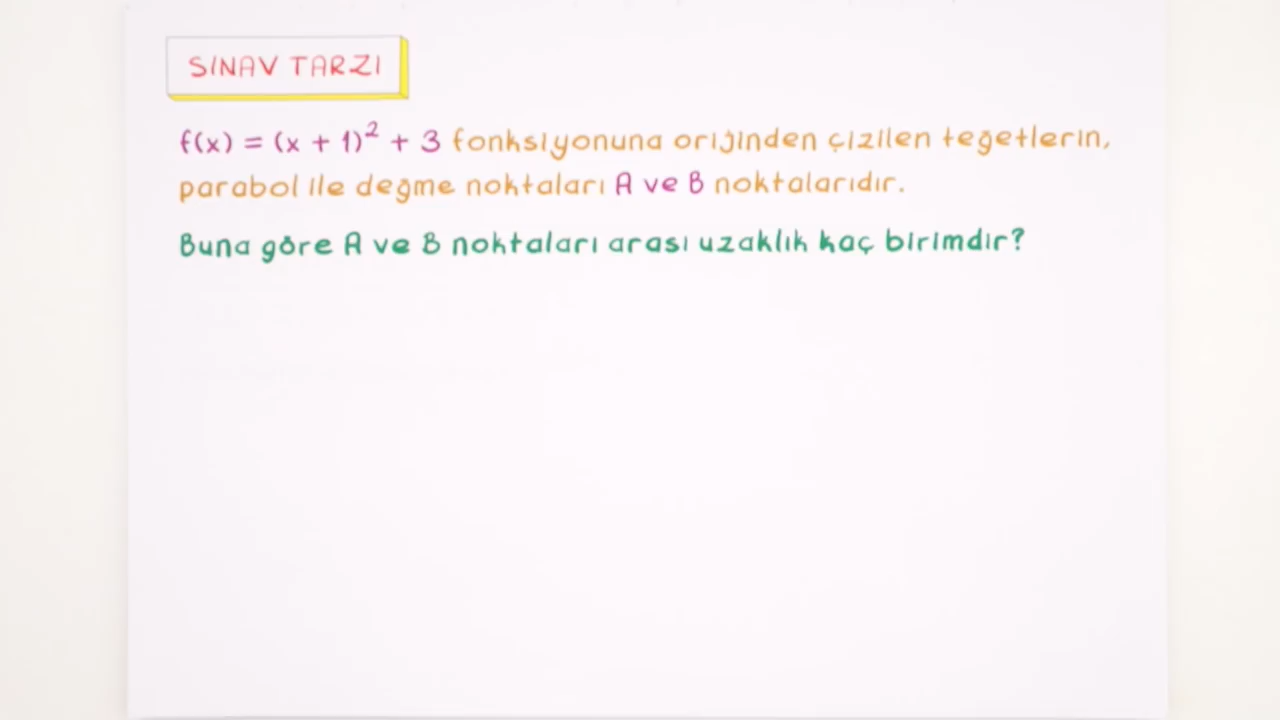 SINAV TARZI
f(x) = (x + 1)² + 3 fonksiyonuna orijinden çizilen teğetlerin,
parabol ile değme noktaları A ve B noktalarıdır.
Buna göre A ve B noktaları arası uzaklık kaç birimdir?